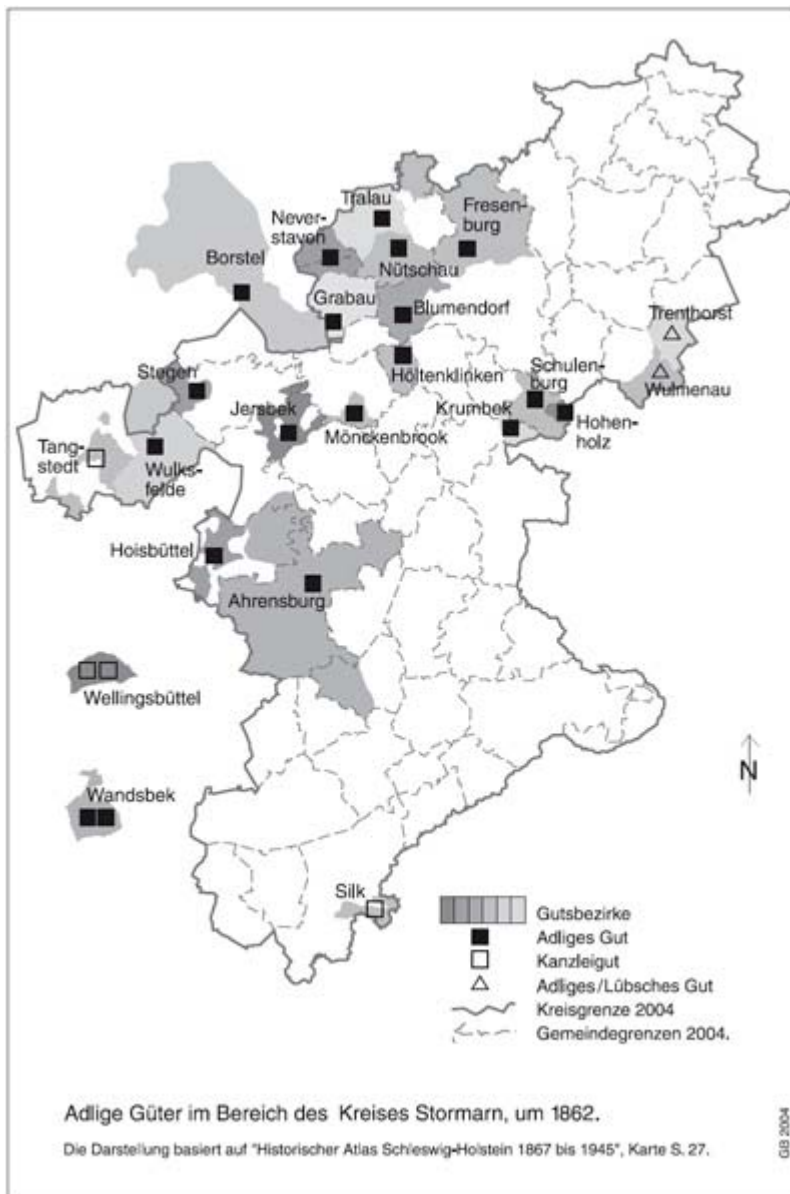 Tralau
Never-
stavon
Fresen-
burg
Borstel
Nütschau
Grabau
Blumendorf
Trenthorst
Stegen
Höltenklinken
Schulen-
burg
Wulmenau
Jersbek
Krumbek
Mönckenbrook
Hohen-
holz
Tang-
stedt
Wulks-
felde
Hoisbüttel
Ahrensburg
Wellingsbüttel
N
Wandsbek
Silk
Gutsbezirke
Adliges Gut
Kanzleigut
Adliges/Lübsches Gut
Kreisgrenze 2004
Gemeindegrenzen 2004.
Adlige Güter im Bereich des Kreises Stormarn, um 1862.
Die Darstellung basiert auf "Historischer Atlas Schleswig-Holstein 1867 bis 1945", Karte S. 27.
GB 2004